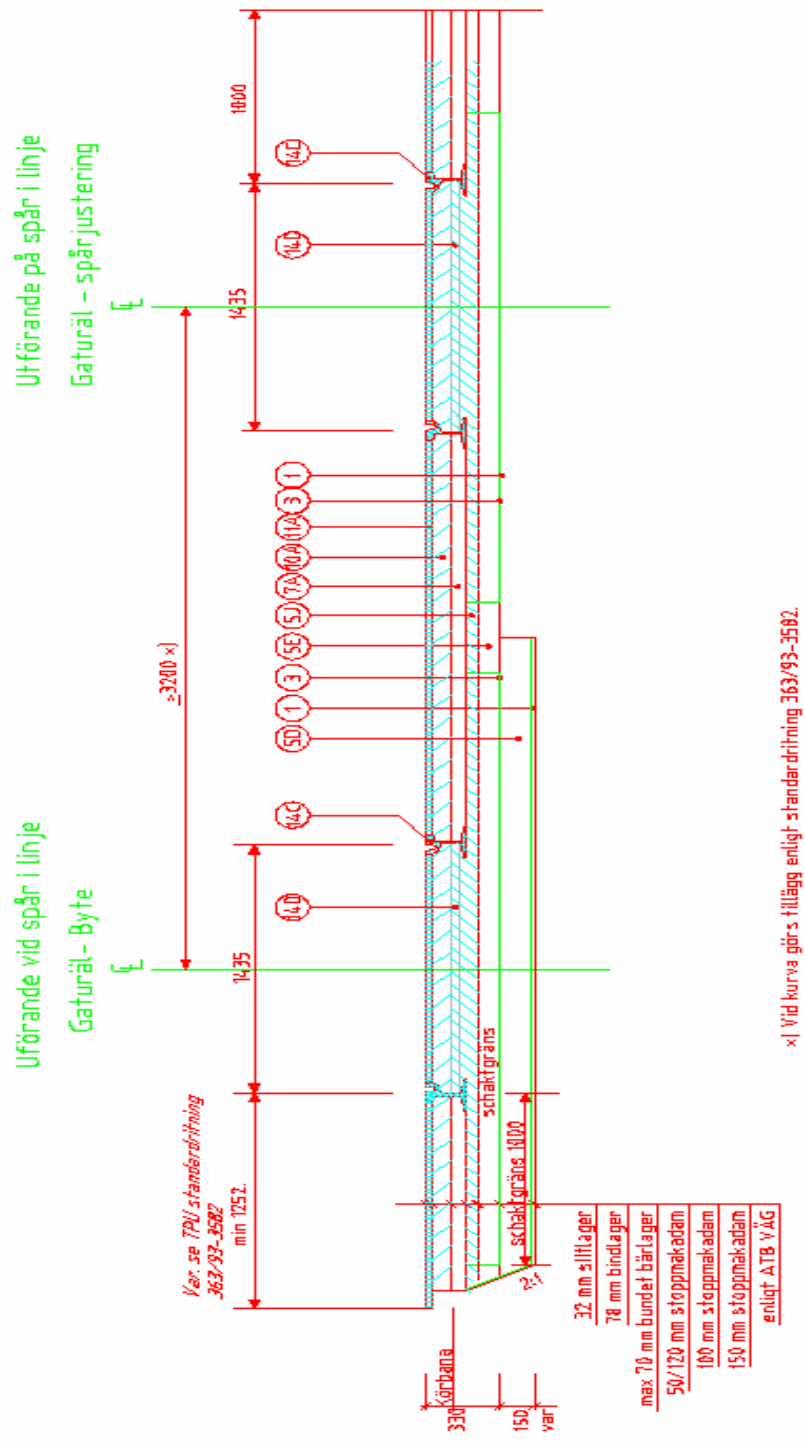 Utförande på spår i linje
Gaturäl - spårjustering
Uförande vid spår i linje
Gaturäl- Byte
Var. se TPU standardritning
363/93-3582
min 1252.
1435
≥3200 x)
1435
1800
14D
14C
5D
1
3
5E
5J
7A
10A
11A
3
1
14D
14C
Körbana
330
150
var
2:1
schaktgräns 1000
schaktgräns
32 mm slitlager
78 mm bindlager
max 70 mm bundet bärlager
50/120 mm stoppmakadam
100 mm stoppmakadam
150 mm stoppmakadam
enligt ATB VÄG
x) Vid kurva görs tillägg enligt standardritning 363/93-3582.